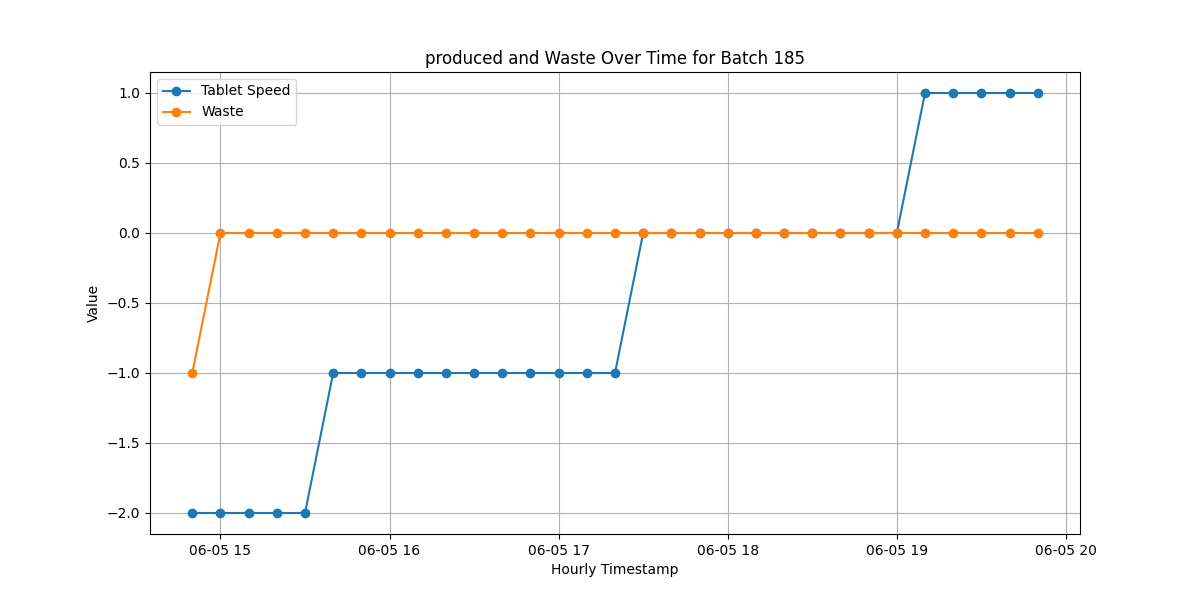 produced and Waste Over Time for Batch 185
Tablet Speed
Waste
1.0
0.5
0.0
−0.5
−1.0
−1.5
−2.0
Value
06-05 15
06-05 16
06-05 17
06-05 18
06-05 19
06-05 20
Hourly Timestamp